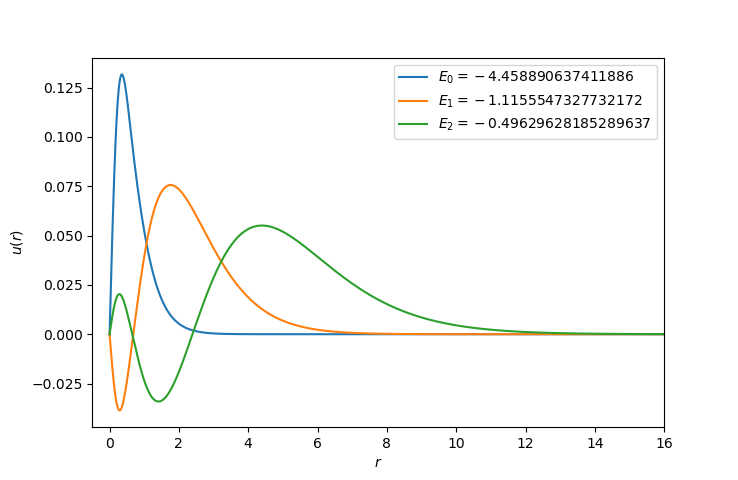 E₀ = −4.458890637411886
E₁ = −1.1155547327732172
E₂ = −0.49629628185289637
0.125
0.100
0.075
0.050
0.025
0.000
−0.025
u(r)
0 2 4 6 8 10 12 14 16
r